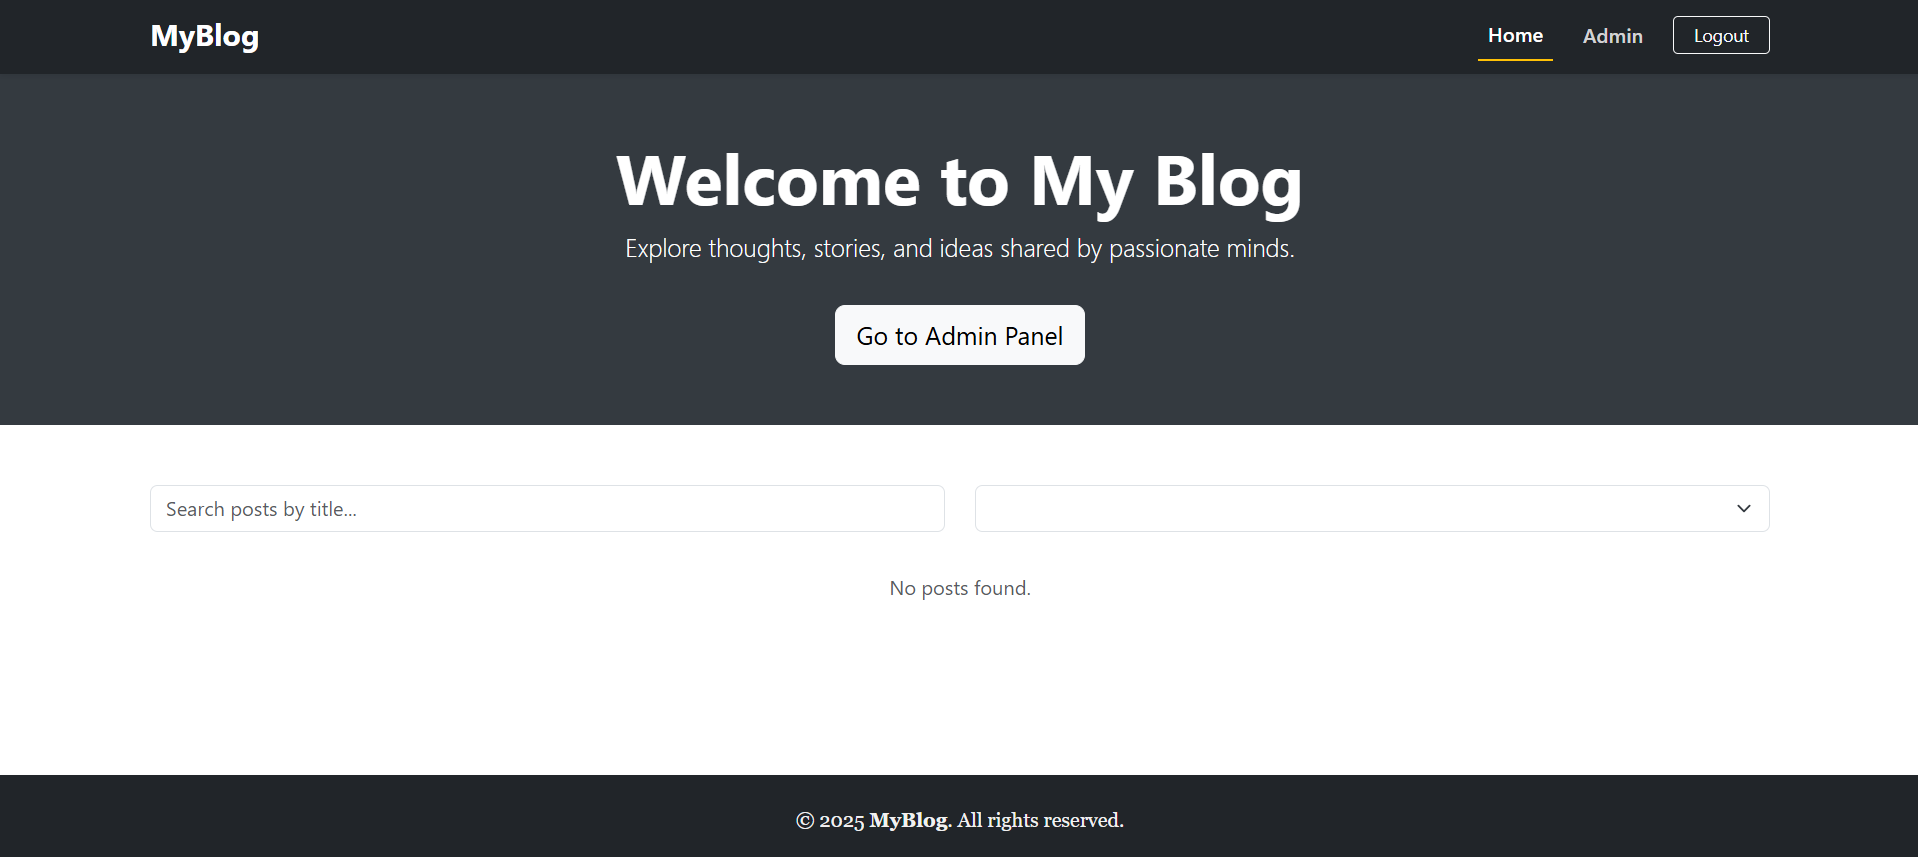 MyBlog
Home Admin Logout
Welcome to My Blog
Explore thoughts, stories, and ideas shared by passionate minds.
Go to Admin Panel
Search posts by title...
No posts found.
© 2025 MyBlog. All rights reserved.